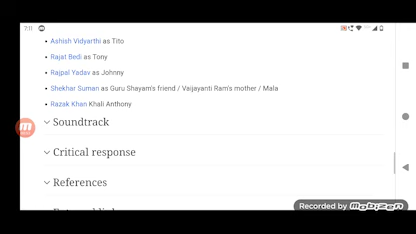 7:11
Ashish Vidyarthi as Tito
Rajat Bedi as Tony
Rajpal Yadav as Johnny
Shekhar Suman as Guru Shayam's friend / Vaijayanti Ram's mother / Mala
Razak Khan Khali Anthony
Soundtrack
Critical response
References
Recorded by Mobizen